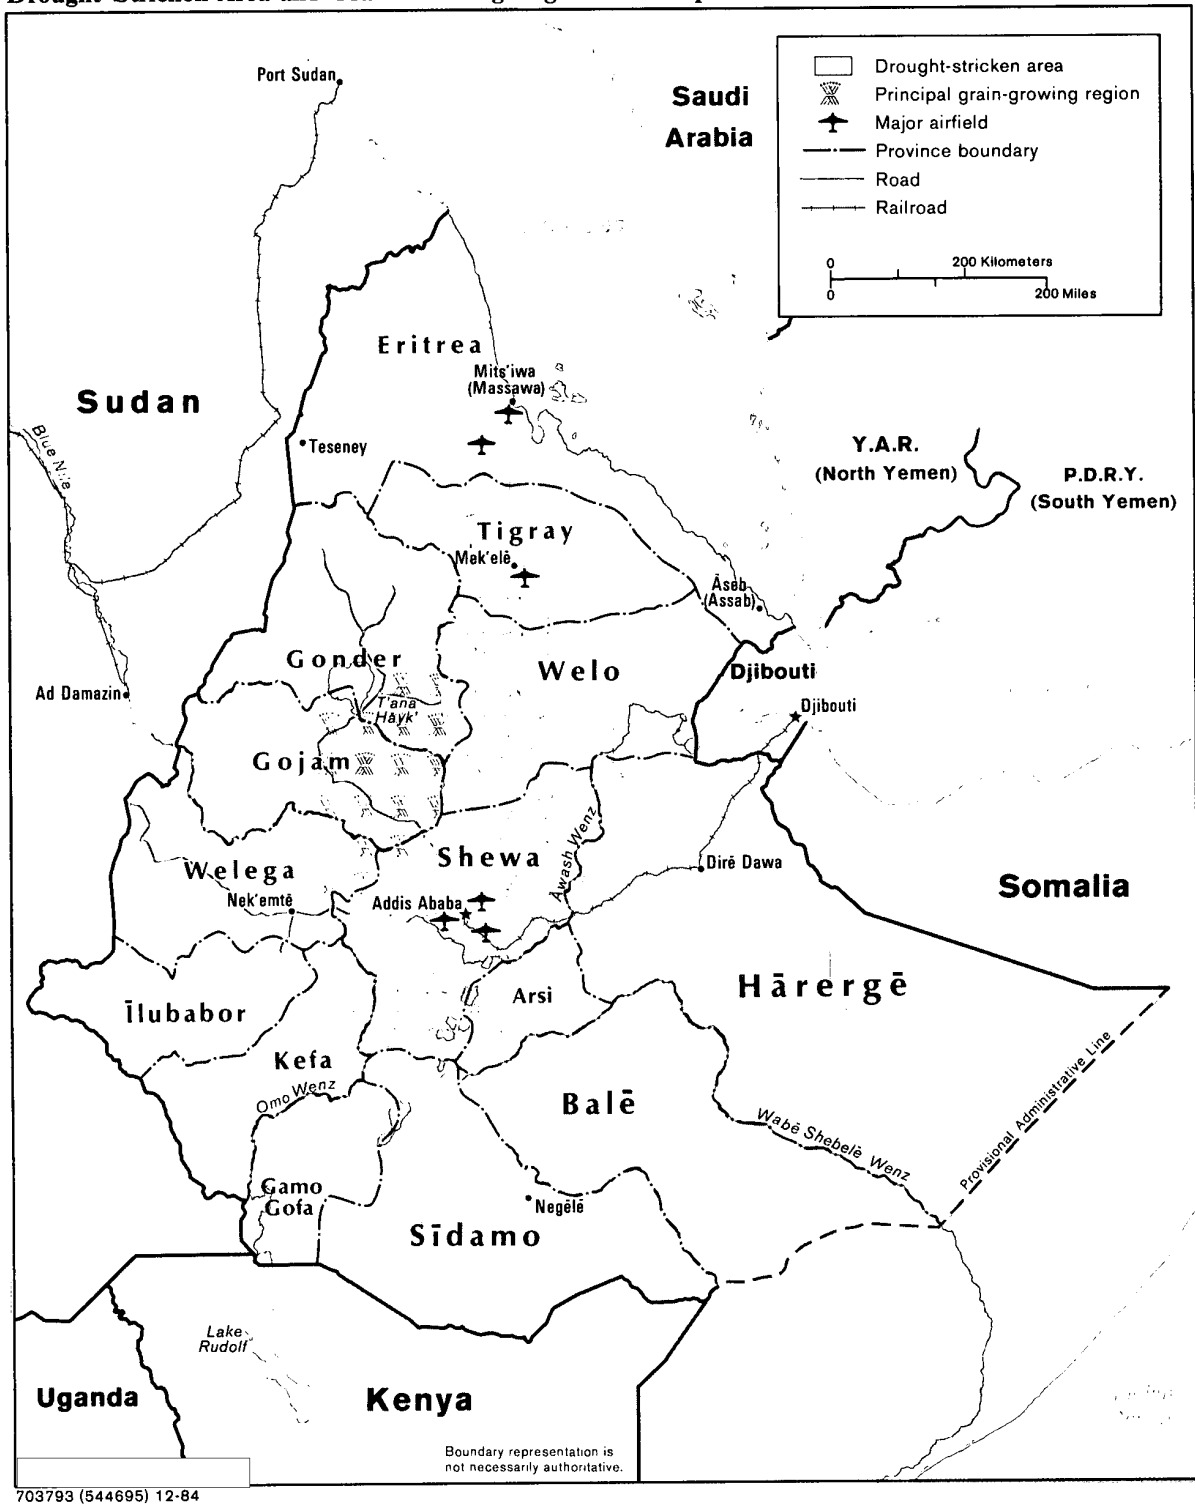 Port Sudan
Saudi
Arabia
Drought-stricken area
Principal grain-growing region
Major airfield
Province boundary
Road
Railroad
0 200 Kilometers
0 200 Miles
Eritrea
Mits'iwa
(Massawa)
Sudan
Blue Nile
Teseney
Y.A.R.
(North Yemen)
P.D.R.Y.
(South Yemen)
Tigray
Mek'elē
Āseb
(Assab)
Gonder
Welo
Djibouti
Ad Damazin
T'ana
Hāyk'
Djibouti
Gojam
Āwash Wenz
Shewa
Dirē Dawa
Welega
Nek'emtē
Addis Ababa
Somalia
Hārergē
Arsi
Īlubabor
Kefa
Omo Wenz
Balē
Provisional Administrative Line
Wabē Shebelē Wenz
Gamo
Gofa
Negēlē
Sīdamo
Lake
Rudolf
Uganda
Kenya
Boundary representation is
not necessarily authoritative.
703793 (544695) 12-84